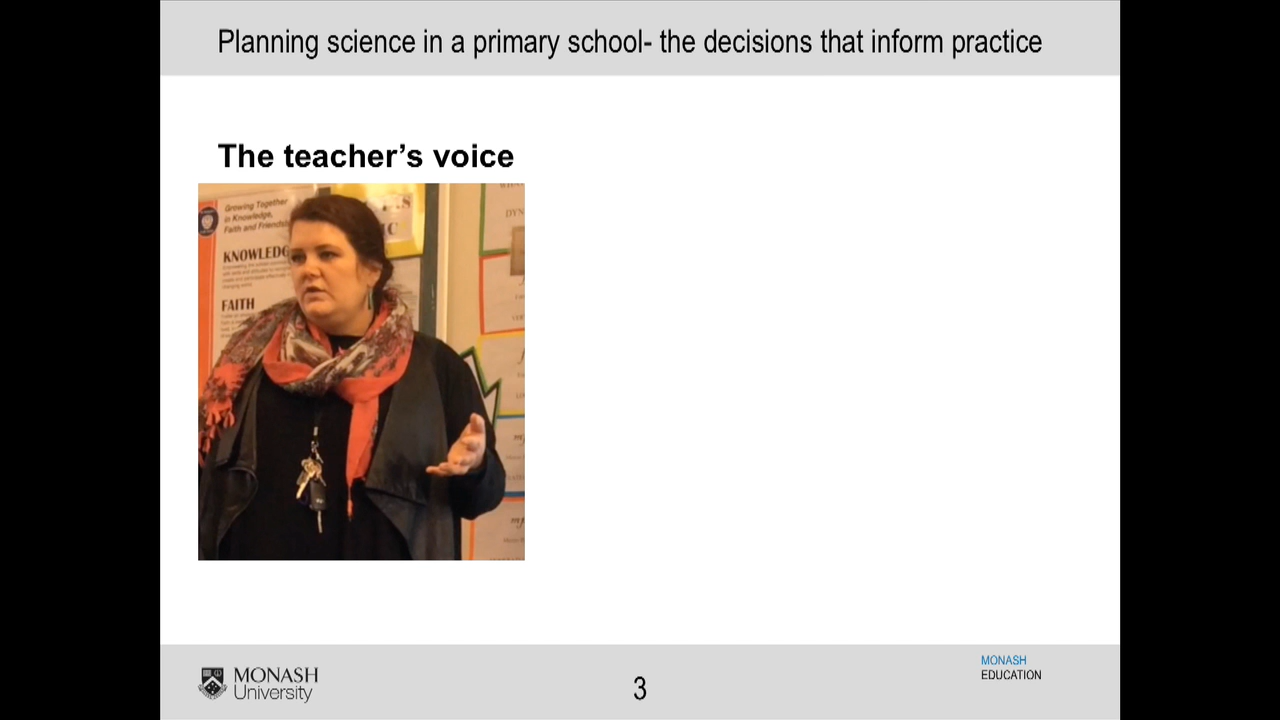 Planning science in a primary school- the decisions that inform practice
The teacher's voice
Growing Together
in Knowledge,
Faith and
KNOWLEDG
FAITH
DYN
MONASH
University
3
MONASH
EDUCATION